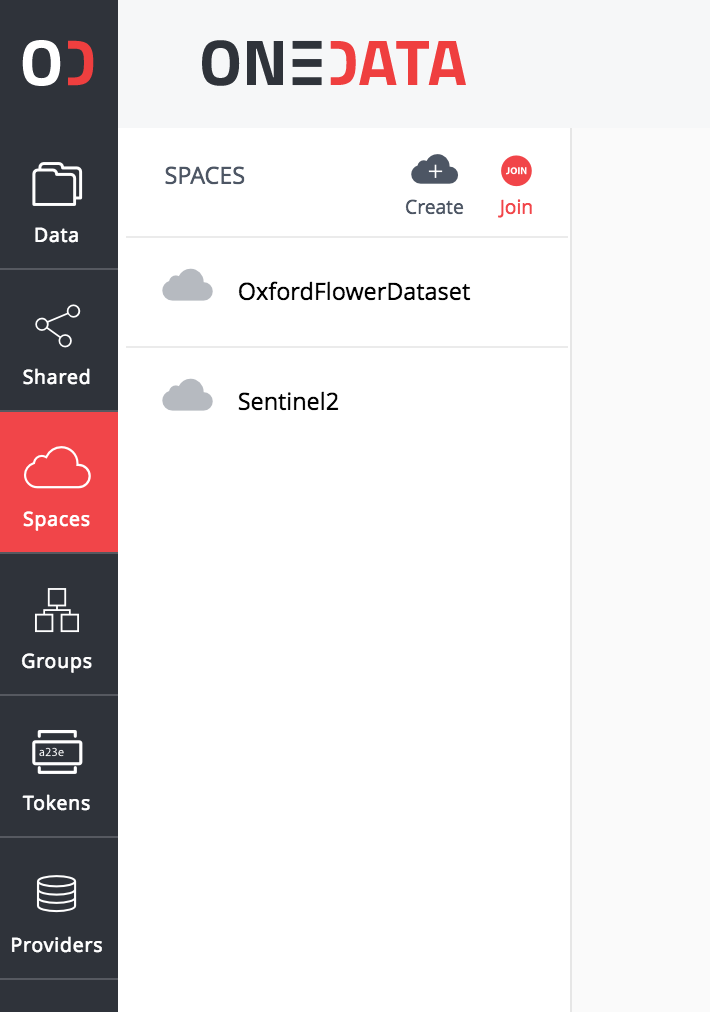 OD
ONEDATA
SPACES
JOIN
Create
Join
OxfordFlowerDataset
Sentinel2
Data
Shared
Spaces
Groups
a23e
Tokens
Providers